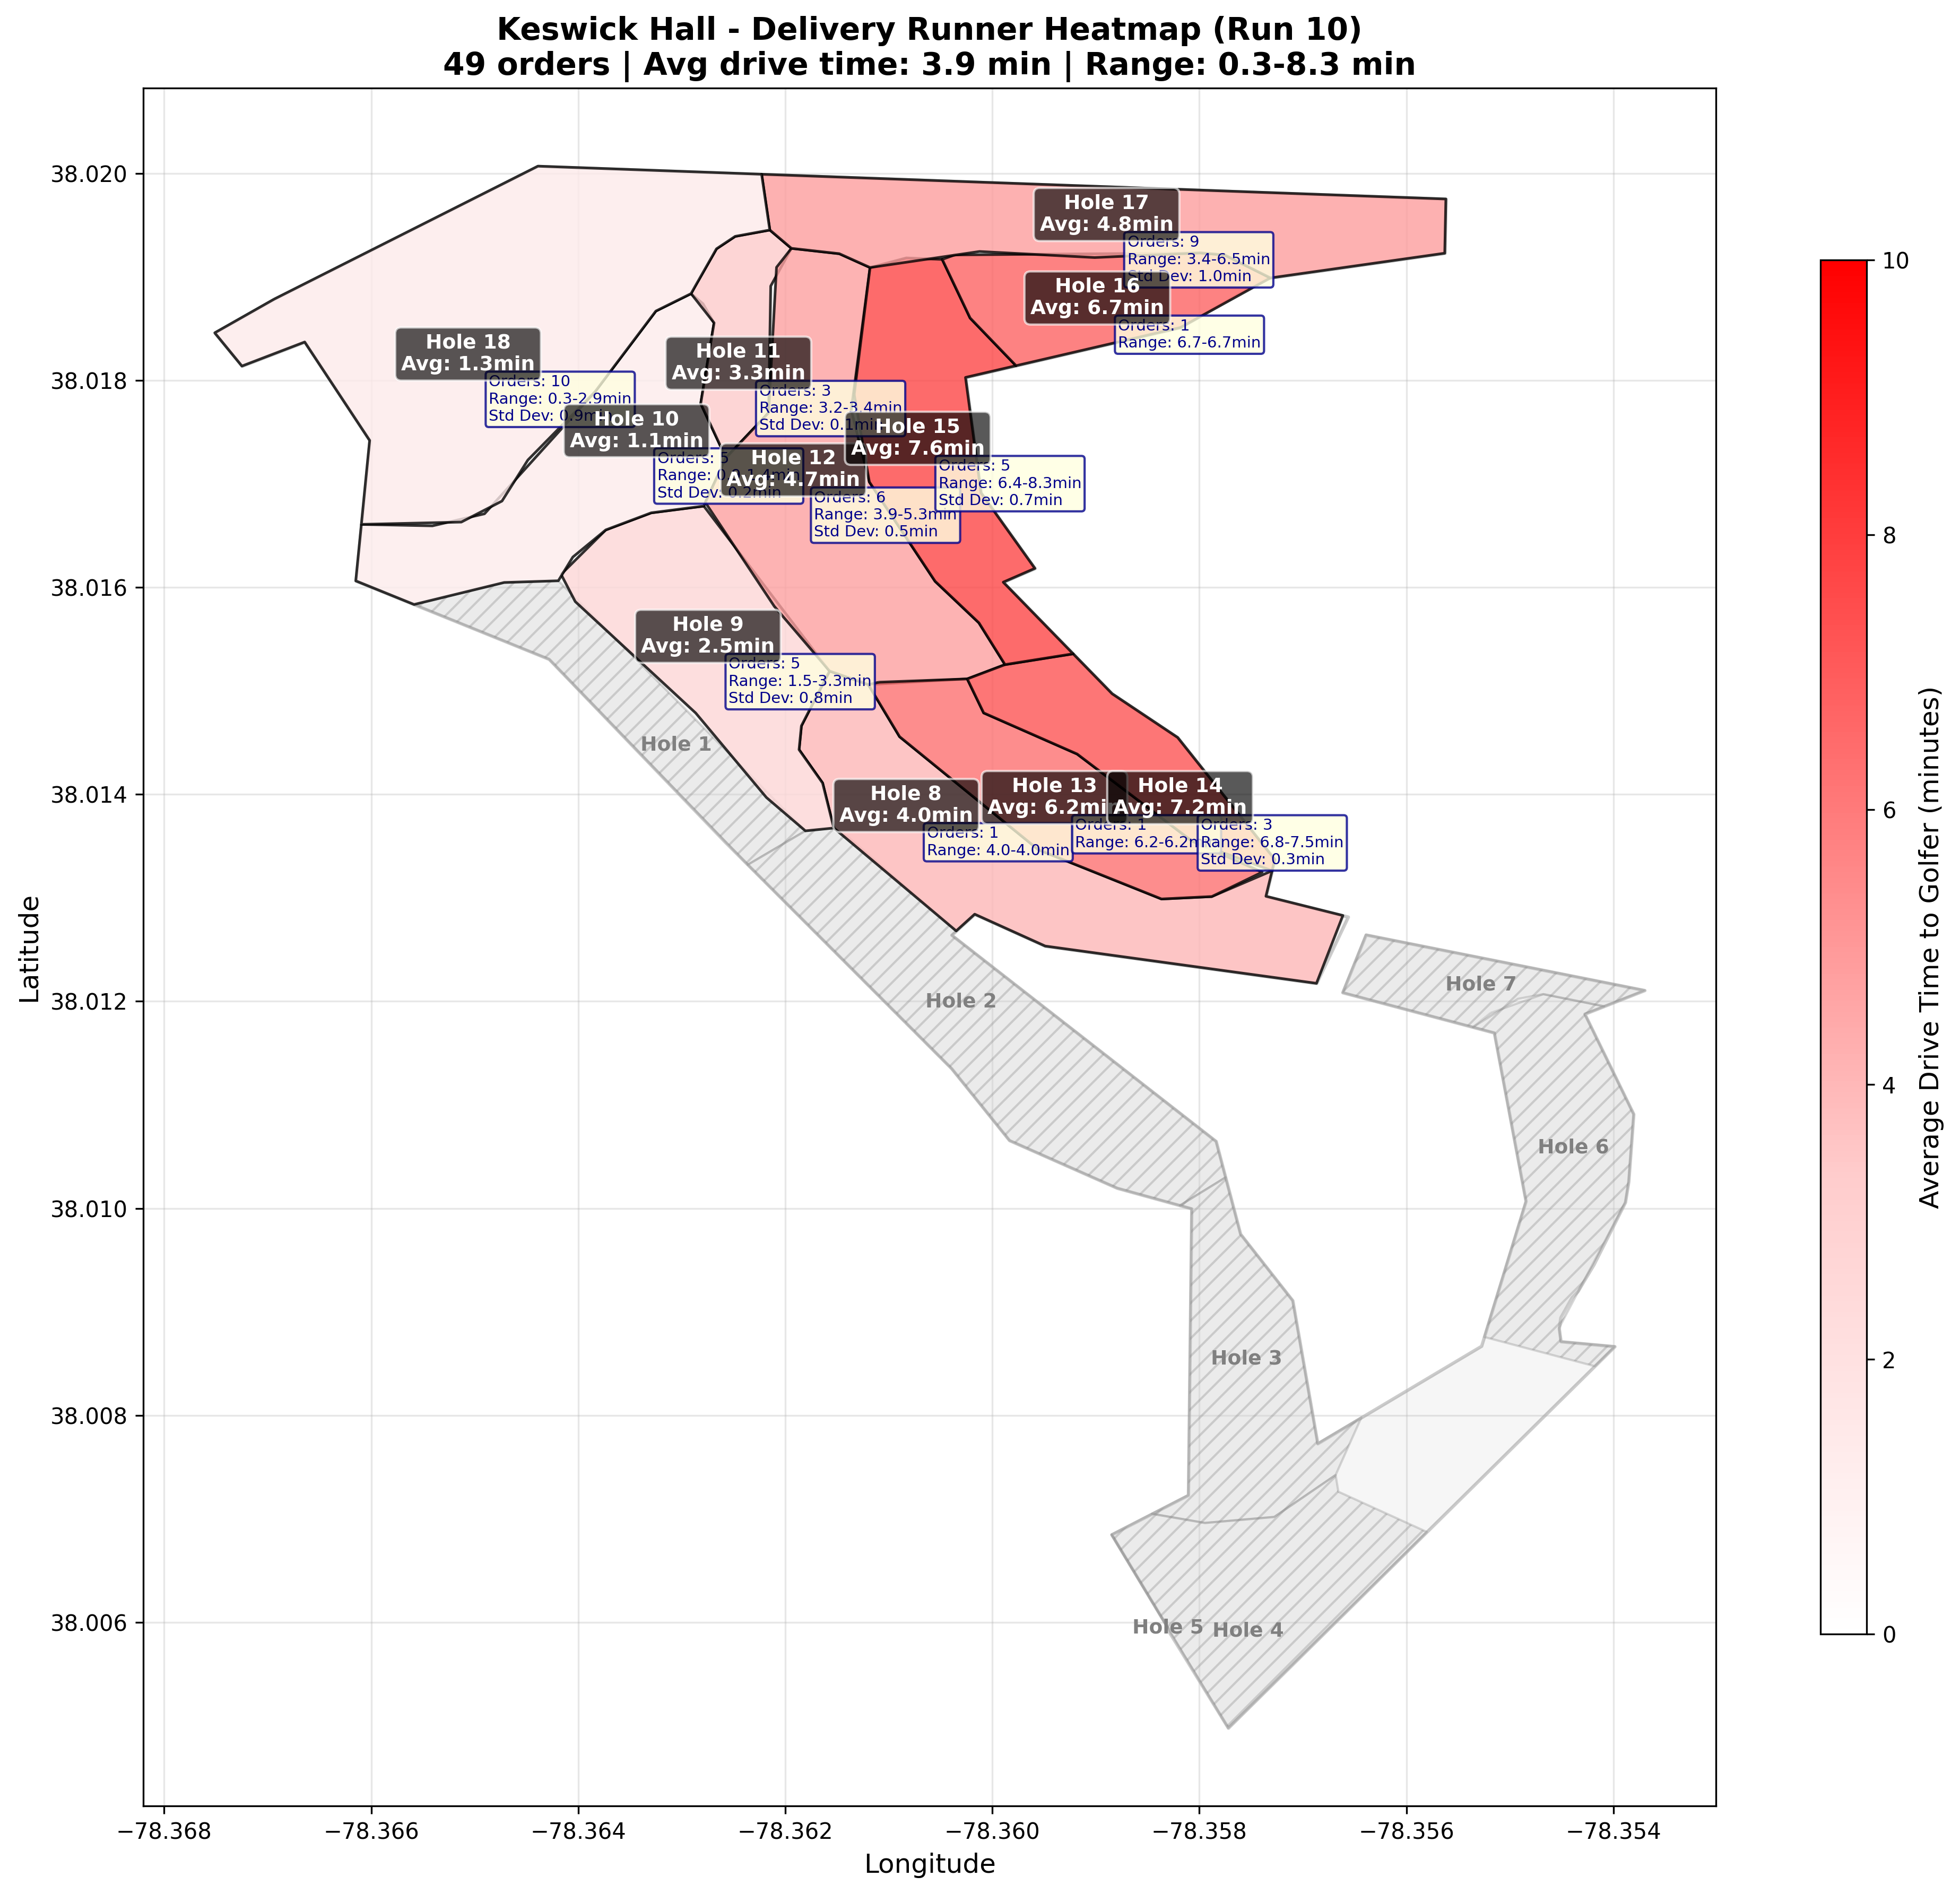 Keswick Hall - Delivery Runner Heatmap (Run 10)
49 orders | Avg drive time: 3.9 min | Range: 0.3-8.3 min
Latitude
38.020
38.018
38.016
38.014
38.012
38.010
38.008
38.006
Hole 17
Avg: 4.8min
Orders: 9
Range: 3.4-6.5min
Std Dev: 1.0min
Hole 16
Avg: 6.7min
Orders: 1
Range: 6.7-6.7min
Hole 18
Avg: 1.3min
Orders: 10
Range: 0.3-2.9min
Std Dev: 0.9min
Hole 11
Avg: 3.3min
Orders: 3
Range: 3.2-3.4min
Std Dev: 0.1min
Hole 10
Avg: 1.1min
Orders: 5
Range:
Std Dev: 0.2min
Hole 15
Avg: 7.6min
Orders: 5
Range: 6.4-8.3min
Std Dev: 0.7min
Hole 12
Avg: 4.7min
Orders: 6
Range: 3.9-5.3min
Std Dev: 0.5min
Hole 9
Avg: 2.5min
Orders: 5
Range: 1.5-3.3min
Std Dev: 0.8min
Hole 1
Hole 8
Avg: 4.0min
Orders: 1
Range: 4.0-4.0min
Hole 13
Avg: 6.2min
Orders: 1
Range: 6.2-6.2m
Hole 14
Avg: 7.2min
Orders: 3
Range: 6.8-7.5min
Std Dev: 0.3min
Hole 2
Hole 7
Hole 6
Hole 3
Hole 5
Hole 4
−78.368
−78.366
−78.364
−78.362
−78.360
−78.358
−78.356
−78.354
Longitude
10
8
6
4
2
0
Average Drive Time to Golfer (minutes)